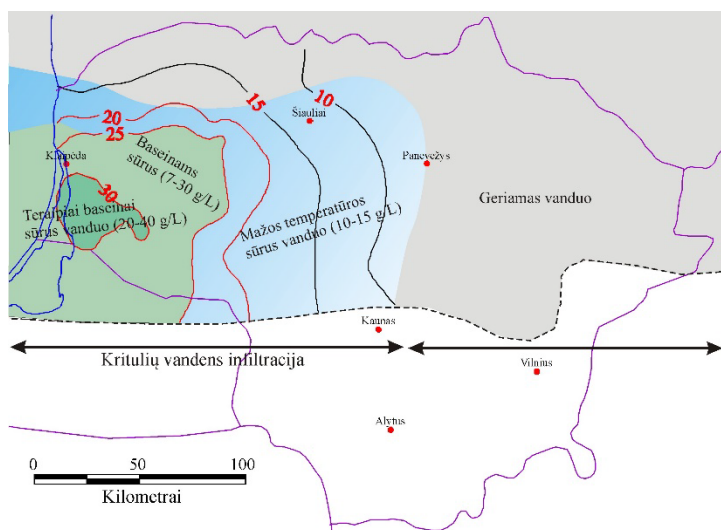 20
25
15
10
Šiauliai
Klaipėda
Baseinams
sūrus
(7-30 g/L)
Panevėžys
30
Teraipiai baseinai
sūrus vanduo (20-40 g/L)
Mažos temperatūros
sūrus vanduo (10-15 g/L)
Geriamas vanduo
Kaunas
Kritulių vandens infiltracija
Vilnius
Alytus
0 50 100
Kilometrai